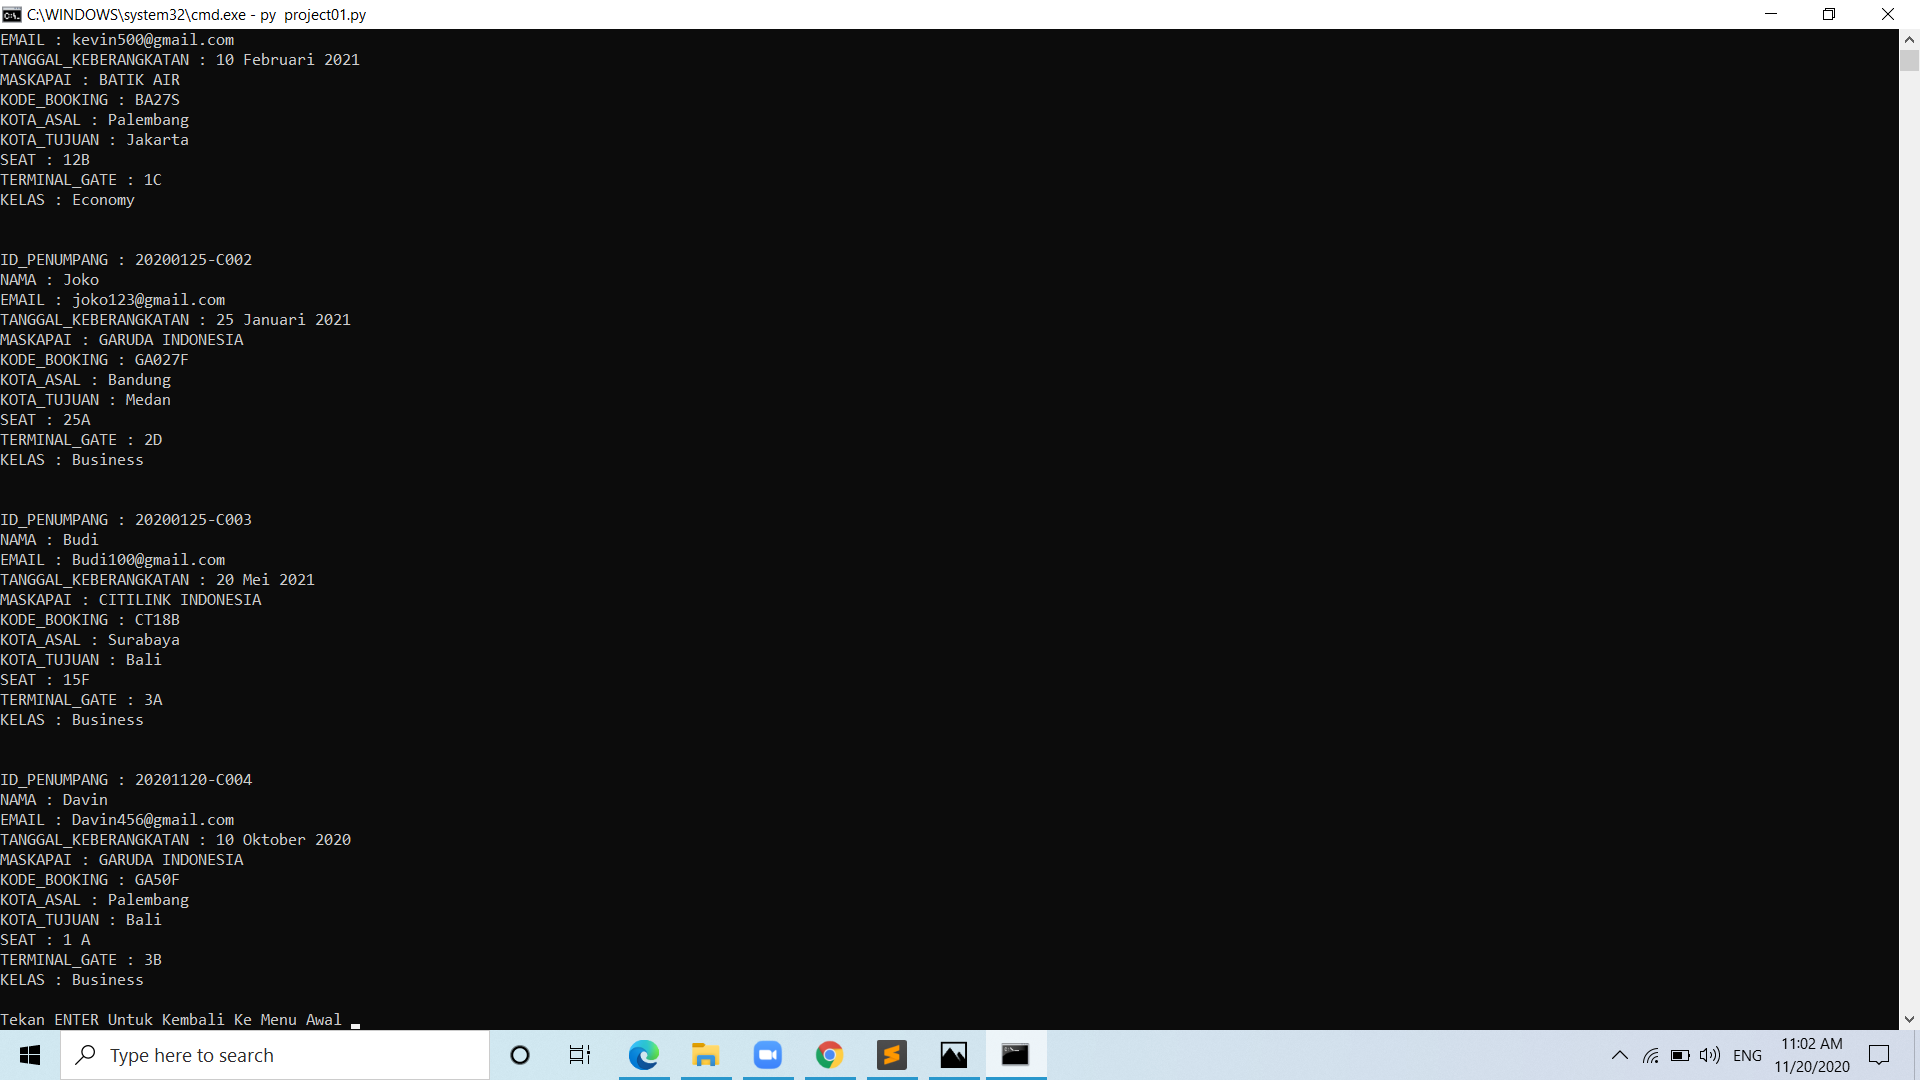 C:\WINDOWS\system32\cmd.exe - py  project01.py
EMAIL : kevin500@gmail.com
TANGGAL_KEBERANGKATAN : 10 Februari 2021
MASKAPAI : BATIK AIR
KODE_BOOKING : BA27S
KOTA_ASAL : Palembang
KOTA_TUJUAN : Jakarta
SEAT : 12B
TERMINAL_GATE : 1C
KELAS : Economy
ID_PENUMPANG : 20200125-C002
NAMA : Joko
EMAIL : joko123@gmail.com
TANGGAL_KEBERANGKATAN : 25 Januari 2021
MASKAPAI : GARUDA INDONESIA
KODE_BOOKING : GA027F
KOTA_ASAL : Bandung
KOTA_TUJUAN : Medan
SEAT : 25A
TERMINAL_GATE : 2D
KELAS : Business
ID_PENUMPANG : 20200125-C003
NAMA : Budi
EMAIL : Budi100@gmail.com
TANGGAL_KEBERANGKATAN : 20 Mei 2021
MASKAPAI : CITILINK INDONESIA
KODE_BOOKING : CT18B
KOTA_ASAL : Surabaya
KOTA_TUJUAN : Bali
SEAT : 15F
TERMINAL_GATE : 3A
KELAS : Business
ID_PENUMPANG : 20201120-C004
NAMA : Davin
EMAIL : Davin456@gmail.com
TANGGAL_KEBERANGKATAN : 10 Oktober 2020
MASKAPAI : GARUDA INDONESIA
KODE_BOOKING : GA50F
KOTA_ASAL : Palembang
KOTA_TUJUAN : Bali
SEAT : 1 A
TERMINAL_GATE : 3B
KELAS : Business
Tekan ENTER Untuk Kembali Ke Menu Awal
Type here to search
ENG
11:02 AM
11/20/2020